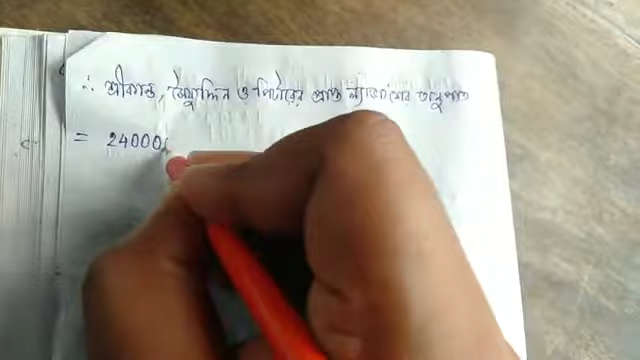 ∴ শ্রীকান্ত, সৈফুদ্দিন ও পিটারের প্রাপ্ত লভ্যাংশের অনুপাত
= 24000